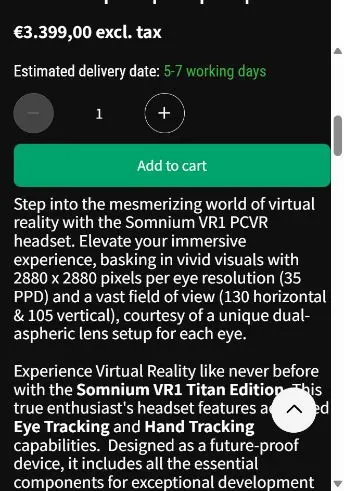 €3.399,00 excl. tax
Estimated delivery date: 5-7 working days
1
Add to cart
Step into the mesmerizing world of virtual
reality with the Somnium VR1 PCVR
headset. Elevate your immersive
experience, basking in vivid visuals with
2880 x 2880 pixels per eye resolution (35
PPD) and a vast field of view (130 horizontal
& 105 vertical), courtesy of a unique dual-
aspheric lens setup for each eye.
Experience Virtual Reality like never before
with the Somnium VR1 Titan Edition. This
true enthusiast's headset features
Eye Tracking and Hand Tracking
capabilities. Designed as a future-proof
device, it includes all the essential
components for exceptional development